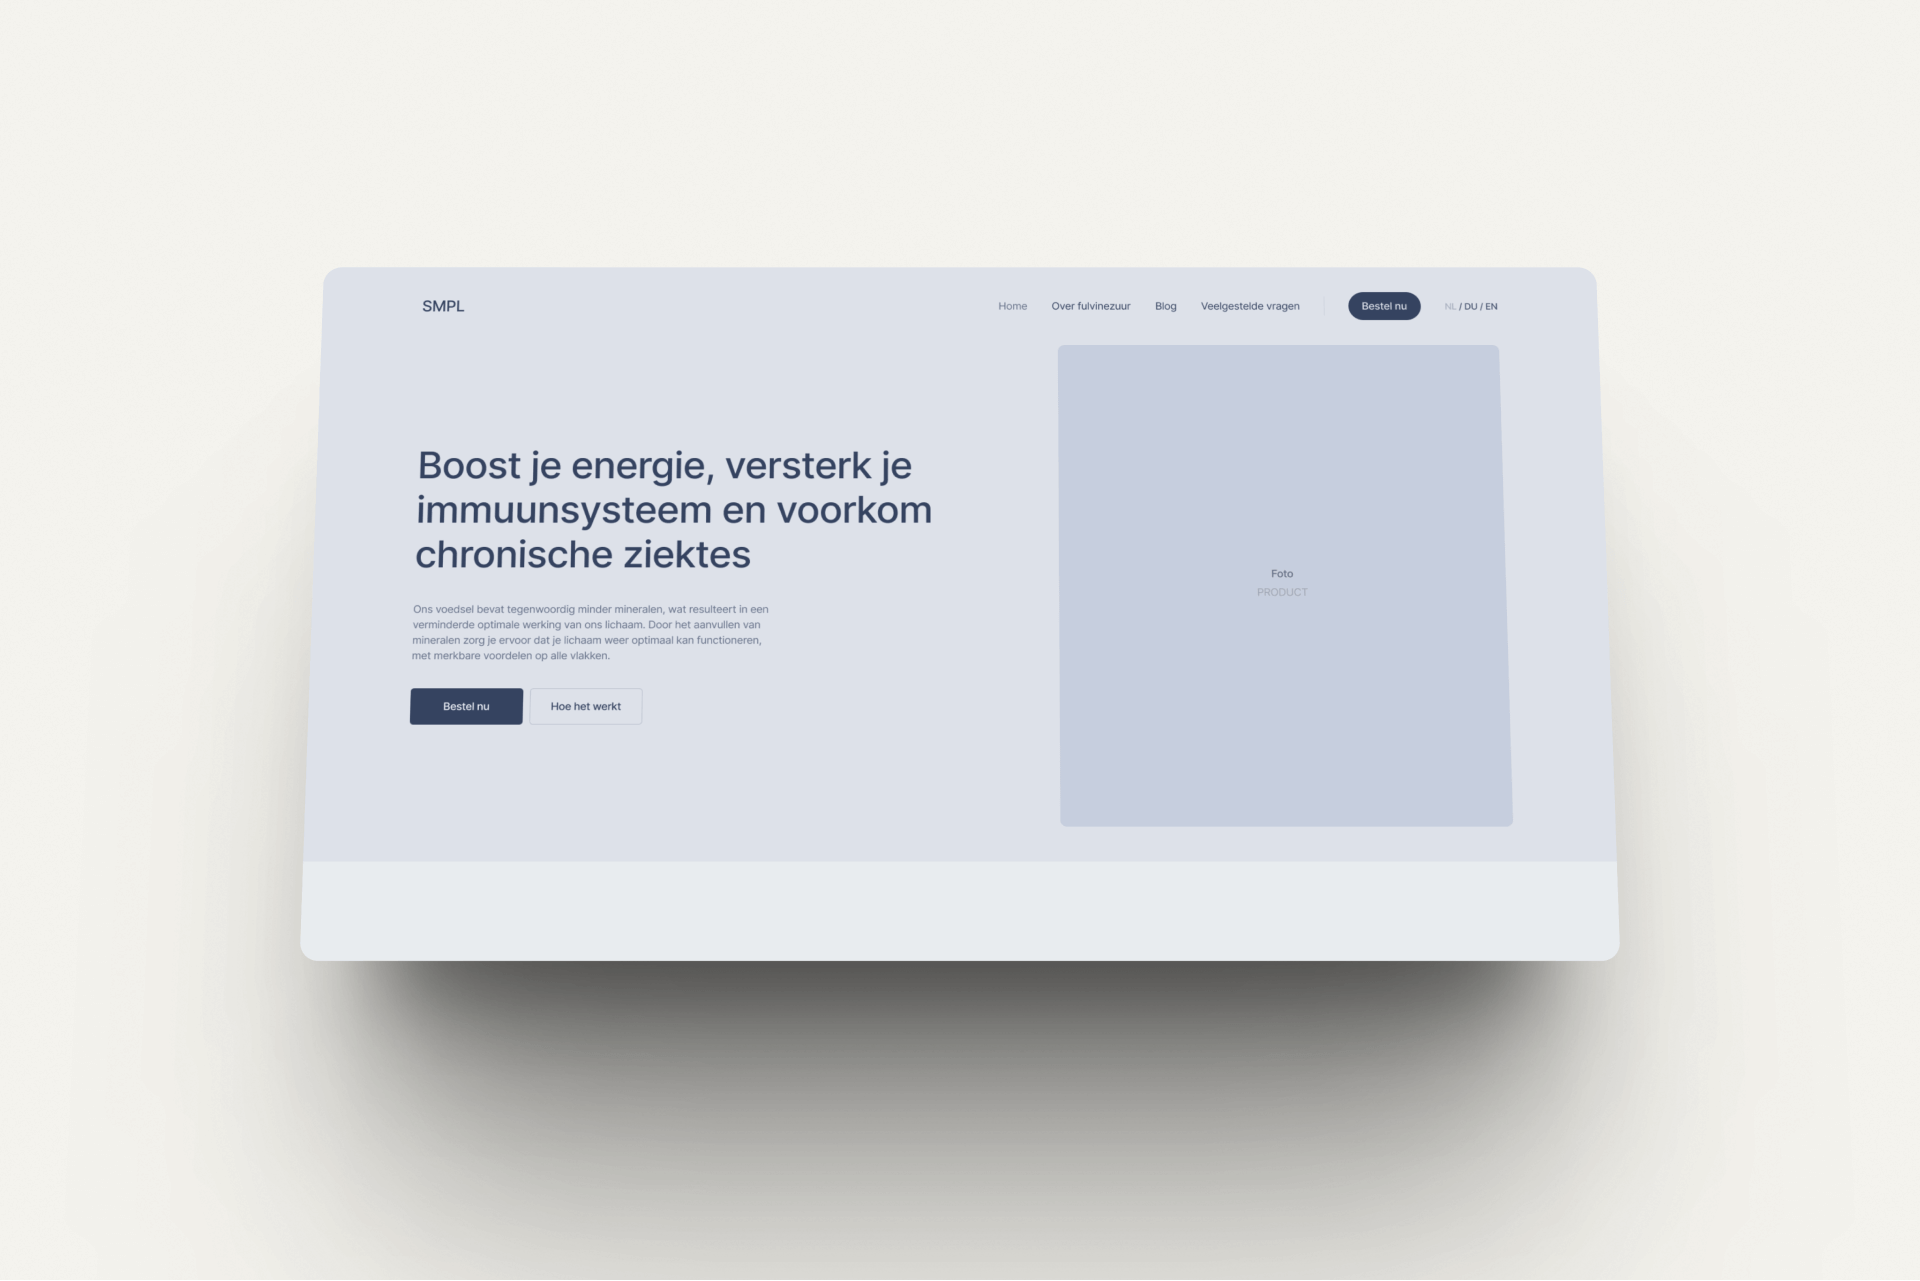 SMPL
Home Over fulvinezuur Blog Veelgestelde vragen Bestel nu NL / DU / EN
Boost je energie, versterk je
immuunsysteem en voorkom
chronische ziektes
Ons voedsel bevat tegenwoordig minder mineralen, wat resulteert in een
verminderde optimale werking van ons lichaam. Door het aanvullen van
mineralen zorg je ervoor dat je lichaam weer optimaal kan functioneren,
met merkbare voordelen op alle vlakken.
Bestel nu Hoe het werkt
Foto
PRODUCT